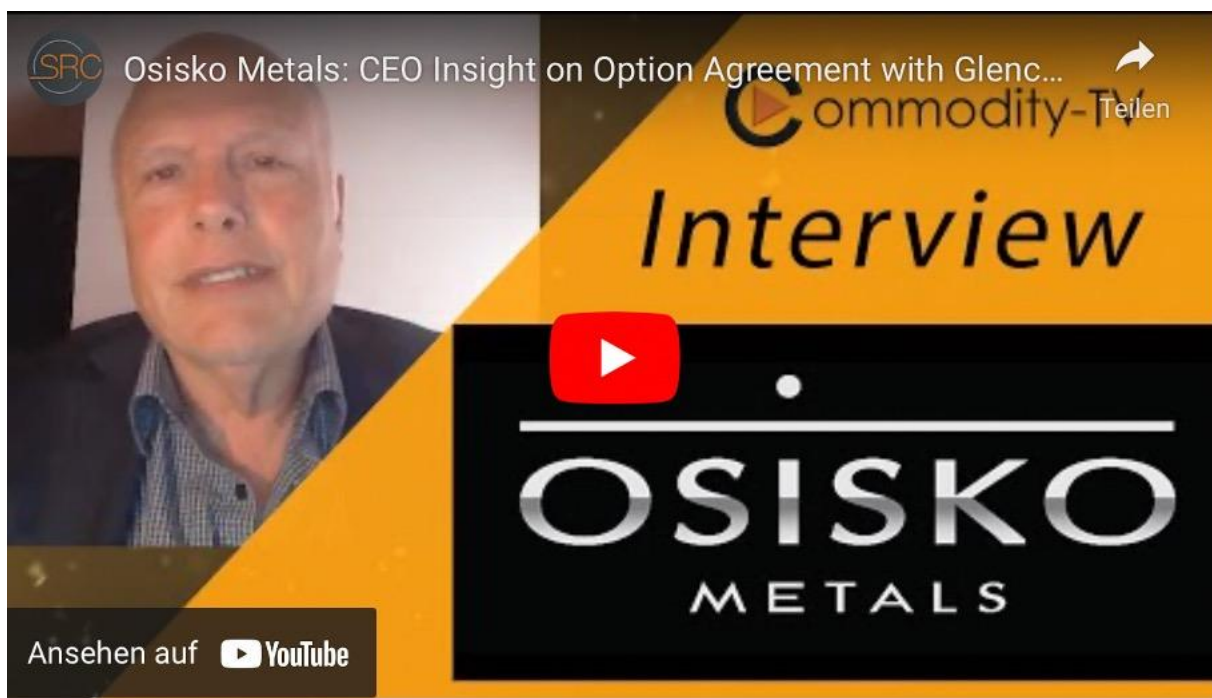 SRC
Osisko Metals: CEO Insight on Option Agreement with Glenc...
Teilen
Commodity-TV
Interview
OSISKO
METALS
Ansehen auf YouTube